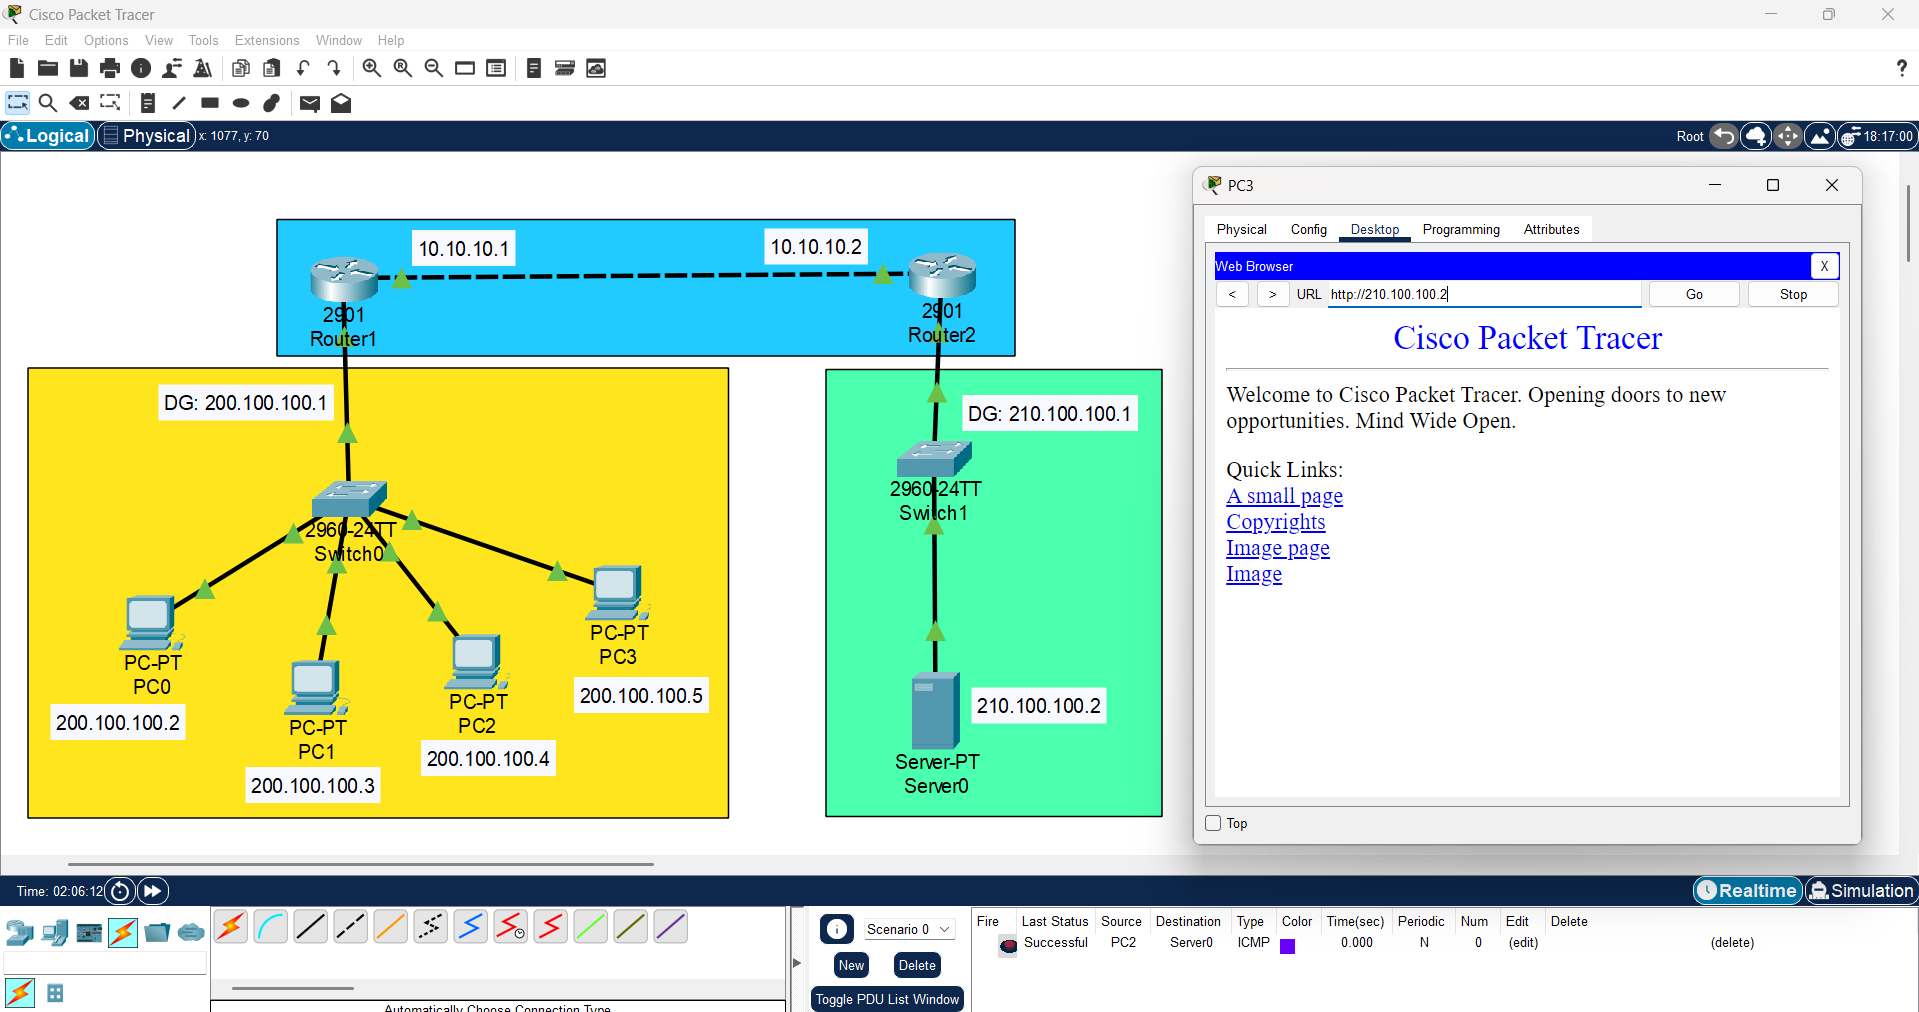 Cisco Packet Tracer
File Edit Options View Tools Extensions Window Help
?
Logical Physical x: 1077, y: 70 Root 18:17:00
10.10.10.1 10.10.10.2
2901
Router1
2901
Router2
DG: 200.100.100.1
2960-24TT
Switch0
PC-PT
PC0
200.100.100.2
PC-PT
PC1
200.100.100.3
PC-PT
PC2
200.100.100.4
PC-PT
PC3
200.100.100.5
DG: 210.100.100.1
2960-24TT
Switch1
210.100.100.2
Server-PT
Server0
PC3
Physical Config Desktop Programming Attributes
Web Browser X
< > URL http://210.100.100.2 Go Stop
Cisco Packet Tracer
Welcome to Cisco Packet Tracer. Opening doors to new
opportunities. Mind Wide Open.
Quick Links:
A small page
Copyrights
Image page
Image
Top
Time: 02:06:12 Realtime Simulation
Automatically Choose Connection Type
Scenario 0
New Delete
Toggle PDU List Window
Fire Last Status Source Destination Type Color Time(sec) Periodic Num Edit Delete
Successful PC2 Server0 ICMP 0.000 N 0 (edit) (delete)